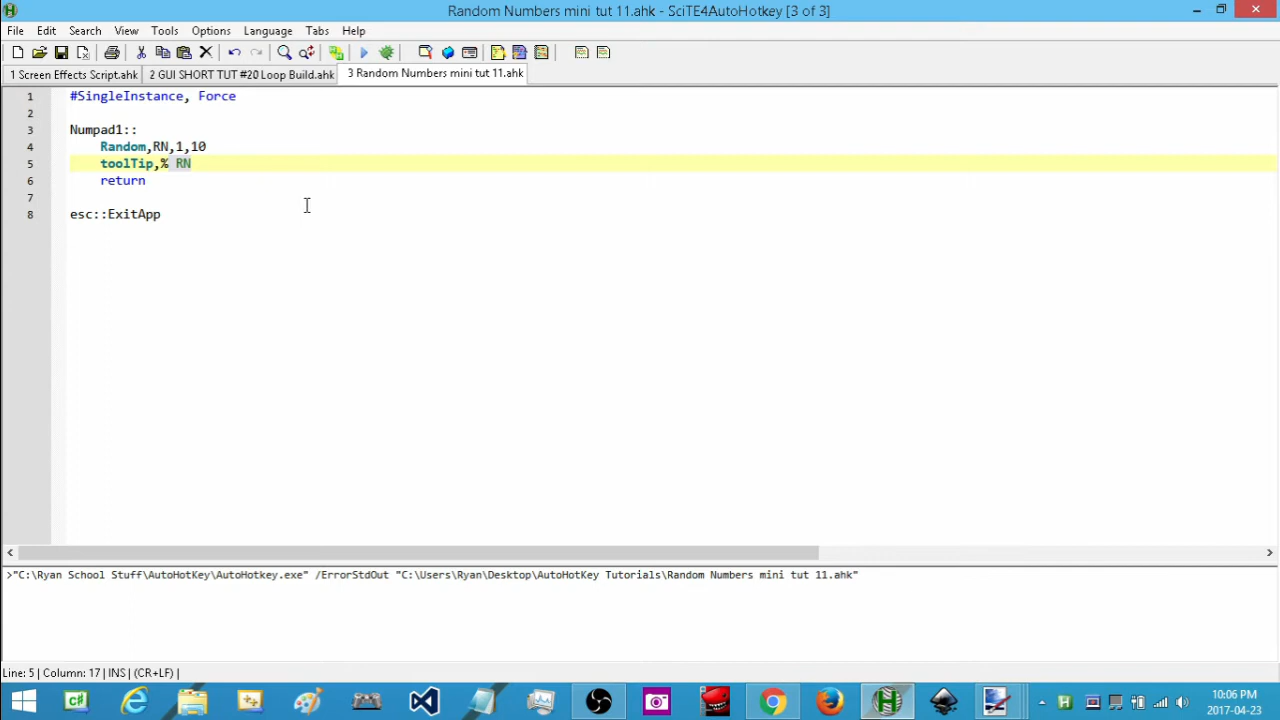 Random Numbers mini tut 11.ahk - SciTE4AutoHotkey [3 of 3]
File Edit Search View Tools Options Language Tabs Help
1 Screen Effects Script.ahk 2 GUI SHORT TUT #20 Loop Build.ahk 3 Random Numbers mini tut 11.ahk
1 #SingleInstance, Force
2
3 Numpad1::
4 Random,RN,1,10
5 toolTip,% RN
6 return
7
8 esc::ExitApp
>"C:\Ryan School Stuff\AutoHotKey\AutoHotkey.exe" /ErrorStdOut "C:\Users\Ryan\Desktop\AutoHotKey Tutorials\Random Numbers mini tut 11.ahk"
Line: 5 | Column: 17 | INS | (CR+LF) |
10:06 PM
2017-04-23